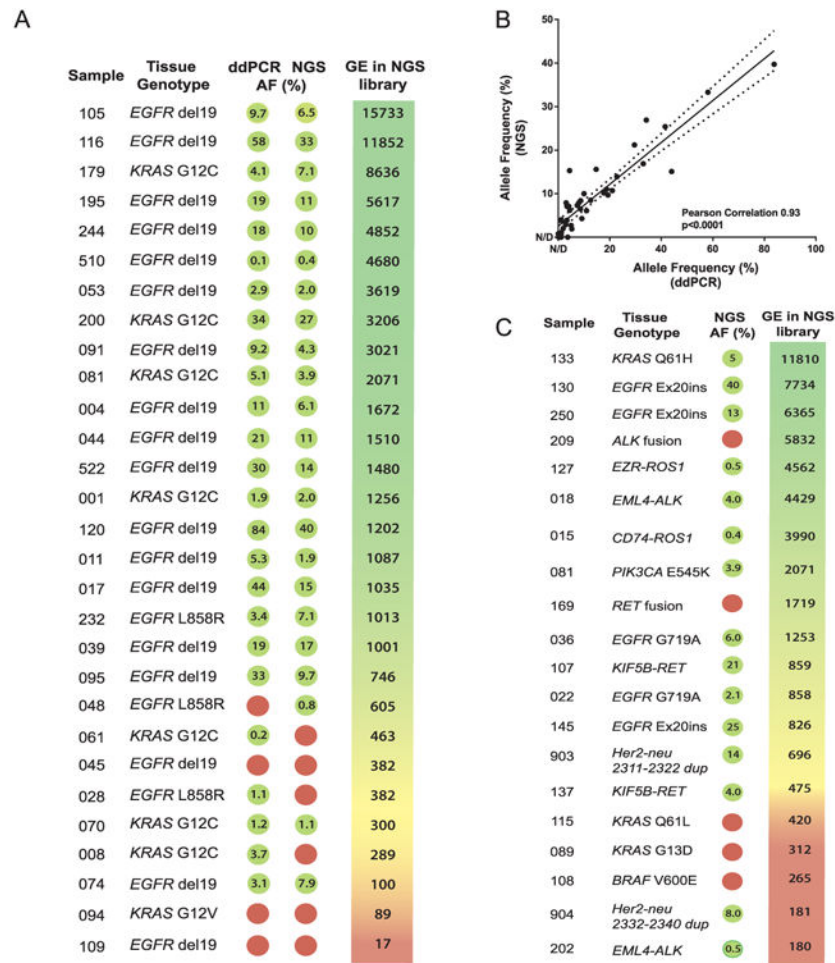 A
Sample Tissue Genotype ddPCR NGS AF (%) GE in NGS library
105 EGFR del19 9.7 6.5 15733
116 EGFR del19 58 33 11852
179 KRAS G12C 4.1 7.1 8636
195 EGFR del19 19 11 5617
244 EGFR del19 18 10 4852
510 EGFR del19 0.1 0.4 4680
053 EGFR del19 2.9 2.0 3619
200 KRAS G12C 34 27 3206
091 EGFR del19 9.2 4.3 3021
081 KRAS G12C 5.1 3.9 2071
004 EGFR del19 11 6.1 1672
044 EGFR del19 21 11 1510
522 EGFR del19 30 14 1480
001 KRAS G12C 1.9 2.0 1256
120 EGFR del19 84 40 1202
011 EGFR del19 5.3 1.9 1087
017 EGFR del19 44 15 1035
232 EGFR L858R 3.4 7.1 1013
039 EGFR del19 19 17 1001
095 EGFR del19 33 9.7 746
048 EGFR L858R 0.8 605
061 KRAS G12C 0.2 463
045 EGFR del19 382
028 EGFR L858R 1.1 382
070 KRAS G12C 1.2 1.1 300
008 KRAS G12C 3.7 289
074 EGFR del19 3.1 7.9 100
094 KRAS G12V 89
109 EGFR del19 17
B
Allele Frequency (%)
(NGS)
50
40
30
20
10
N/D
N/D 20 40 60 80 100
Pearson Correlation 0.93
p<0.0001
Allele Frequency (%)
(ddPCR)
C
Sample Tissue Genotype NGS AF (%) GE in NGS library
133 KRAS Q61H 5 11810
130 EGFR Ex20ins 40 7734
250 EGFR Ex20ins 13 6365
209 ALK fusion 5832
127 EZR-ROS1 0.5 4562
018 EML4-ALK 4.0 4429
015 CD74-ROS1 0.4 3990
081 PIK3CA E545K 3.9 2071
169 RET fusion 1719
036 EGFR G719A 6.0 1253
107 KIF5B-RET 21 859
022 EGFR G719A 2.1 858
145 EGFR Ex20ins 25 826
903 Her2-neu 2311-2322 dup 14 696
137 KIF5B-RET 4.0 475
115 KRAS Q61L 420
089 KRAS G13D 312
108 BRAF V600E 265
904 Her2-neu 2332-2340 dup 8.0 181
202 EML4-ALK 0.5 180